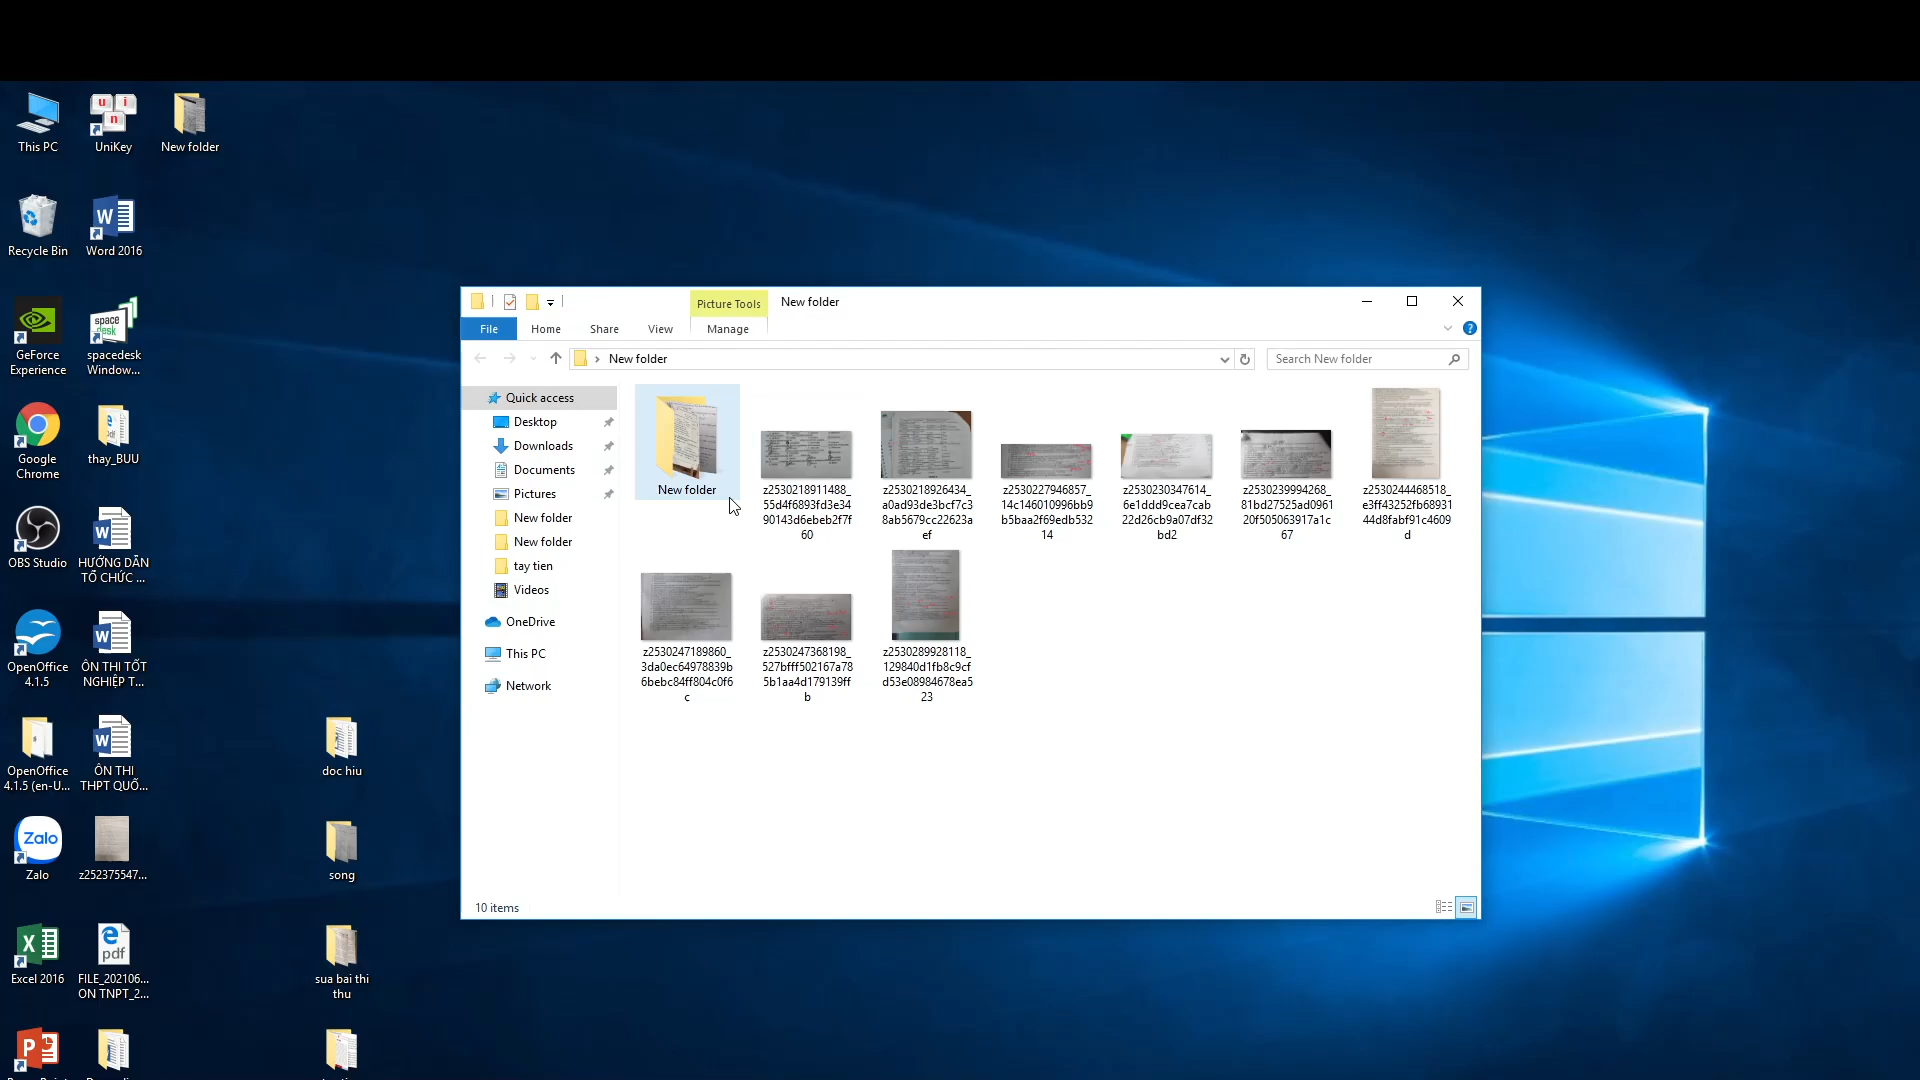 This PC
UniKey
New folder
Recycle Bin
Word 2016
GeForce
Experience
space
desk
spacedesk
Window...
Google
Chrome
thay_BUU
OBS Studio
HƯỚNG DẪN
TỔ CHỨC ...
OpenOffice
4.1.5
ÔN THI TỐT
NGHIỆP T...
OpenOffice
4.1.5 (en-U...
ÔN THI
THPT QUỐ...
doc hiu
Zalo
Zalo
z252375547...
song
Excel 2016
pdf
FILE_202106...
ON TNPT_2...
sua bai thi
thu
Picture Tools
New folder
File
Home
Share
View
Manage
New folder
Search New folder
Quick access
Desktop
Downloads
Documents
Pictures
New folder
New folder
tay tien
Videos
OneDrive
This PC
Network
New folder
z2530218911488_
55d4f6893fd3e34
90143d6ebeb2f7f
60
z2530218926434_
a0ad93de3bcf7c3
8ab5679cc22623a
ef
z2530227946857_
14c146010996bb9
b5baa2f69edb532
14
z2530230347614_
6e1ddd9cea7cab
22d26cb9a07df32
bd2
z2530239994268_
81bd27525ad0961
20f505063917a1c
67
z2530244468518_
e3ff43252fb68931
44d8fabf91c4609
d
z2530247189860_
3da0ec64978839b
6bebc84ff804c0f6
c
z2530247368198_
527bfff502167a78
5b1aa4d179139ff
b
z2530289928118_
129840d1fb8c9cf
d53e08984678ea5
23
10 items